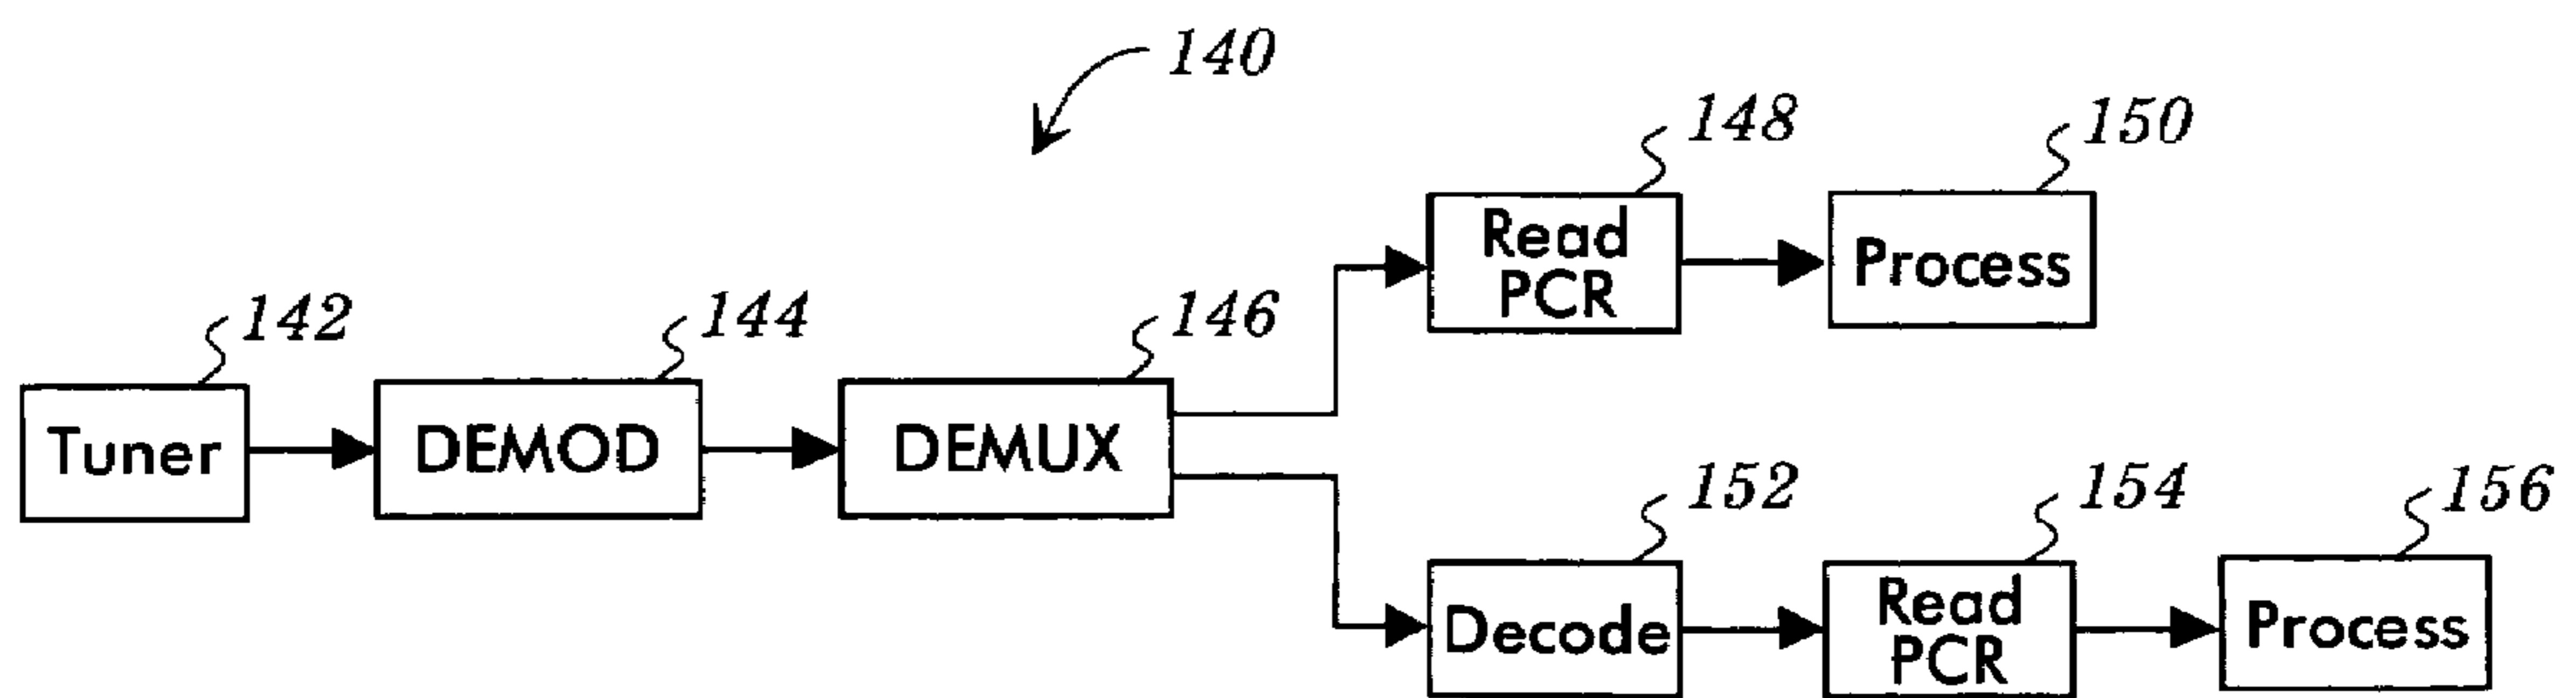 140
148
150
Read
PCR
Process
142
144
146
Tuner
DEMOD
DEMUX
152
154
156
Decode
Read
PCR
Process